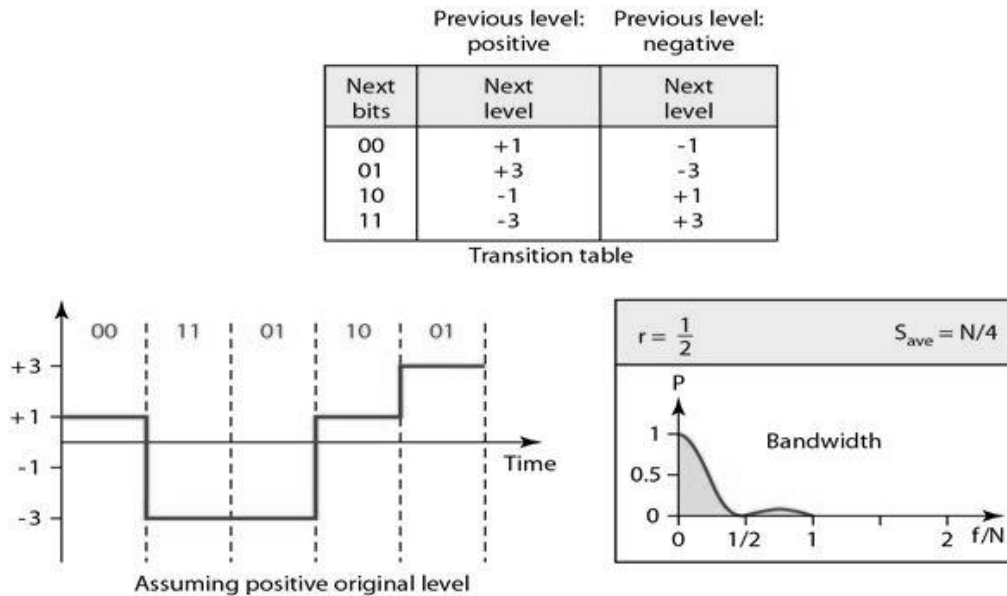 Previous level: Previous level:
positive negative
Next Next Next
bits level level
00 +1 -1
01 +3 -3
10 -1 +1
11 -3 +3
Transition table
00 11 01 10 01
+3
+1
-1
-3
Time
Assuming positive original level
r = 1/2 S_ave = N/4
P
1
Bandwidth
0.5
0
0 1/2 1 2 f/N